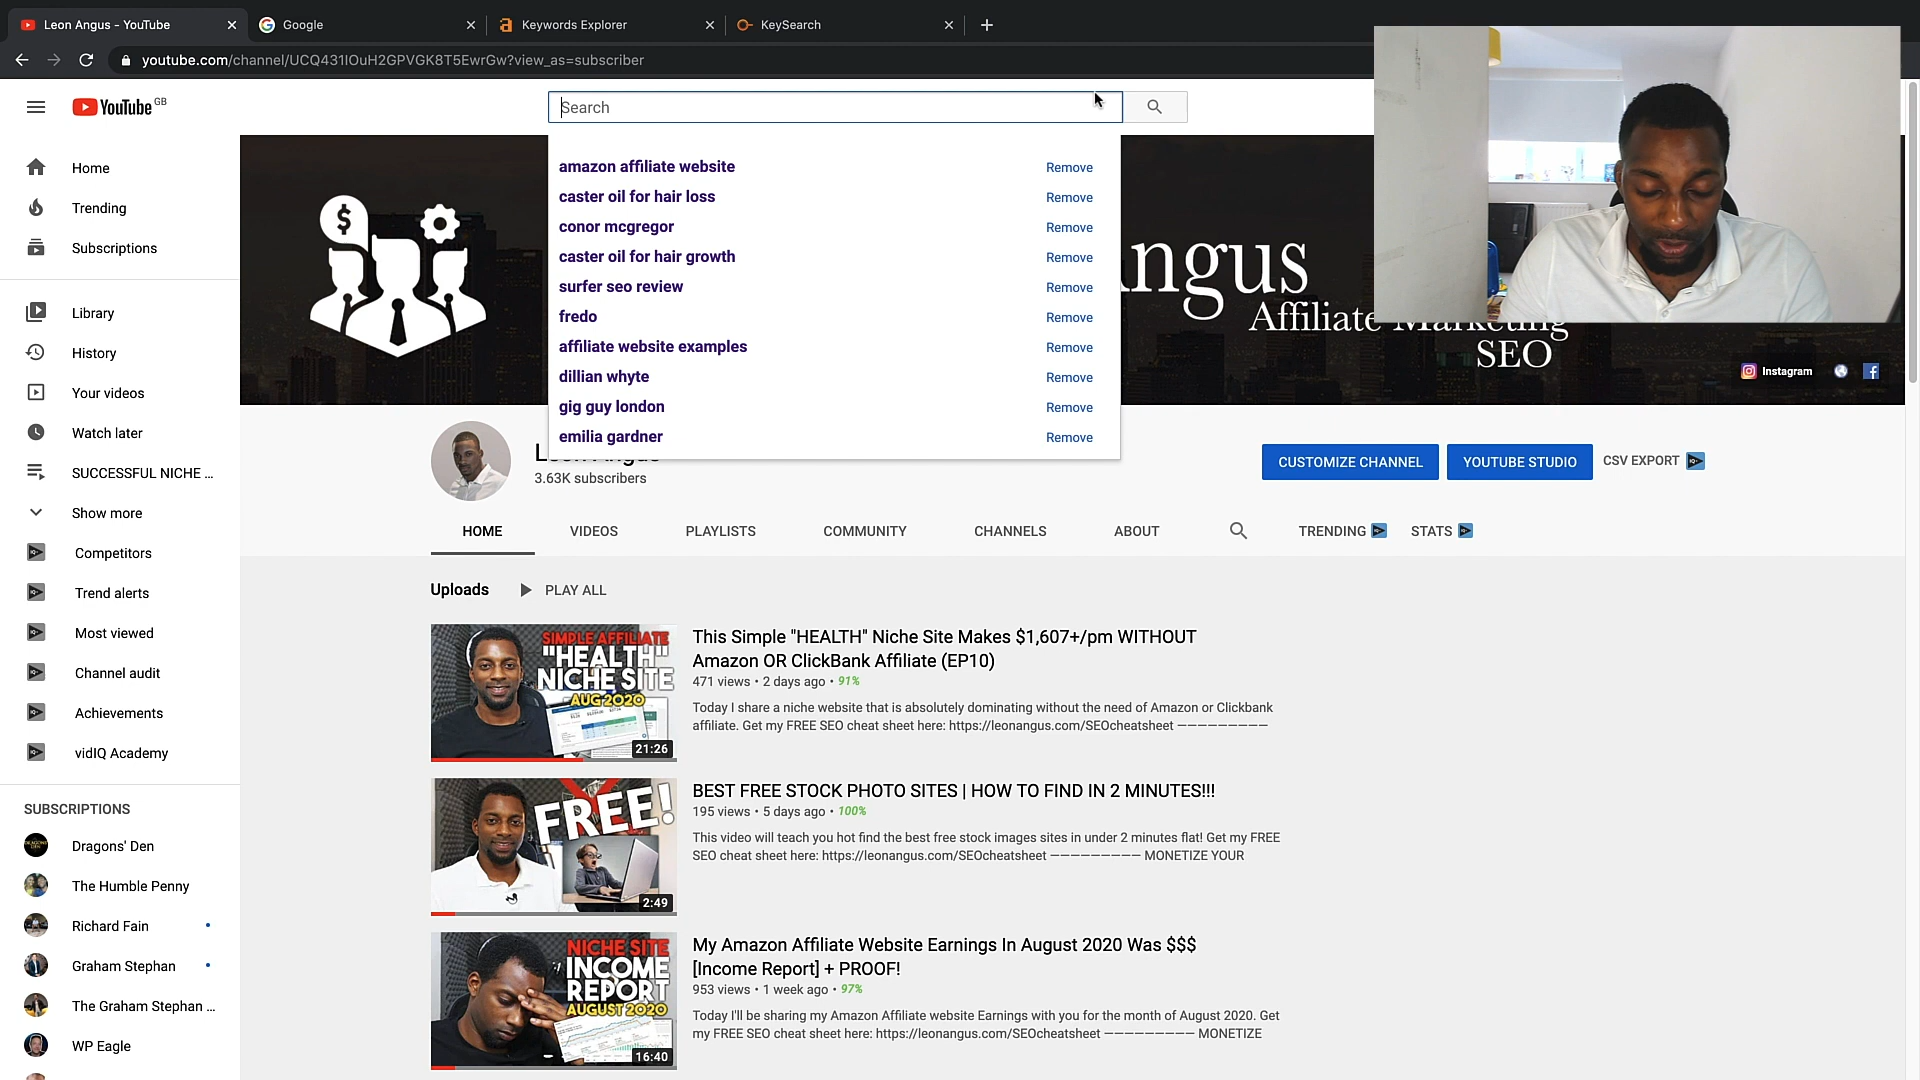 Leon Angus - YouTube
Google
Keywords Explorer
KeySearch
youtube.com/channel/UCQ431IOuH2GPVGK8T5EwrGw?view_as=subscriber
YouTube GB
Search
amazon affiliate website Remove
caster oil for hair loss Remove
conor mcgregor Remove
caster oil for hair growth Remove
surfer seo review Remove
fredo Remove
affiliate website examples Remove
dillian whyte Remove
gig guy london Remove
emilia gardner Remove
Home
Trending
Subscriptions
Library
History
Your videos
Watch later
SUCCESSFUL NICHE ...
Show more
Competitors
Trend alerts
Most viewed
Channel audit
Achievements
vidIQ Academy
SUBSCRIPTIONS
Dragons' Den
The Humble Penny
Richard Fain
Graham Stephan
The Graham Stephan ...
WP Eagle
ngus
Affiliate Marketing
SEO
Instagram
3.63K subscribers
CUSTOMIZE CHANNEL
YOUTUBE STUDIO
CSV EXPORT
HOME
VIDEOS
PLAYLISTS
COMMUNITY
CHANNELS
ABOUT
TRENDING
STATS
Uploads
PLAY ALL
SIMPLE AFFILIATE
"HEALTH"
NICHE SITE
AUG 2020
21:26
This Simple "HEALTH" Niche Site Makes $1,607+/pm WITHOUT
Amazon OR ClickBank Affiliate (EP10)
471 views • 2 days ago • 91%
Today I share a niche website that is absolutely dominating without the need of Amazon or Clickbank
affiliate. Get my FREE SEO cheat sheet here: https://leonangus.com/SEOcheatsheet —————————
FREE!
2:49
BEST FREE STOCK PHOTO SITES | HOW TO FIND IN 2 MINUTES!!!
195 views • 5 days ago • 100%
This video will teach you hot find the best free stock images sites in under 2 minutes flat! Get my FREE
SEO cheat sheet here: https://leonangus.com/SEOcheatsheet ————————— MONETIZE YOUR
NICHE SITE
INCOME
REPORT
AUGUST 2020
16:40
My Amazon Affiliate Website Earnings In August 2020 Was $$$
[Income Report] + PROOF!
953 views • 1 week ago • 97%
Today I'll be sharing my Amazon Affiliate website Earnings with you for the month of August 2020. Get
my FREE SEO cheat sheet here: https://leonangus.com/SEOcheatsheet ————————— MONETIZE